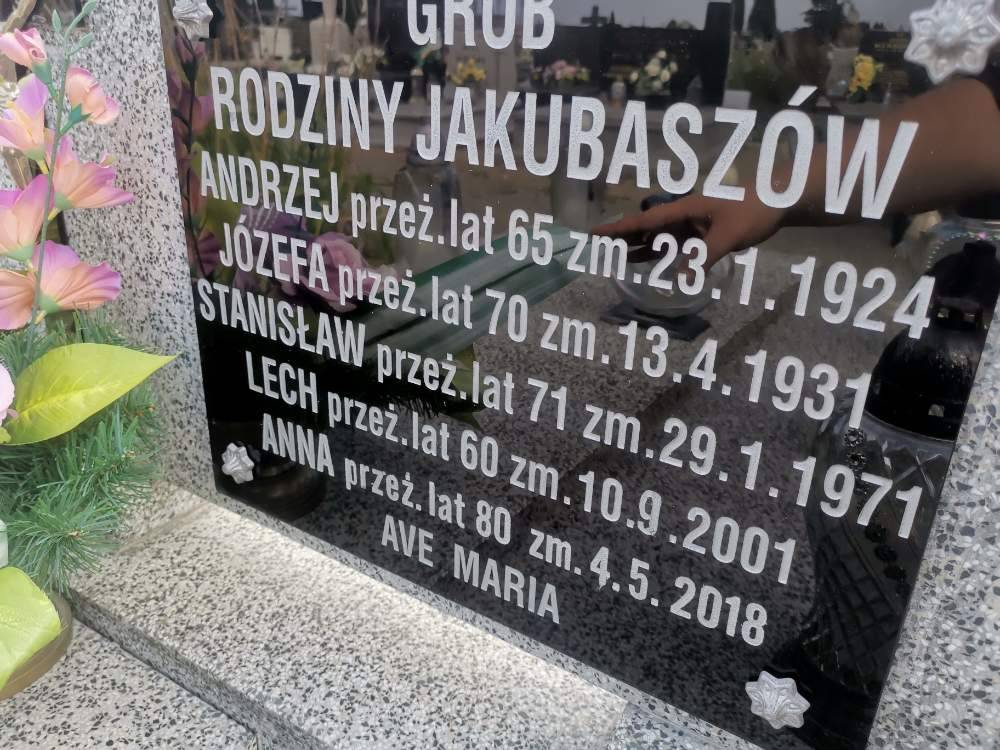 GRÓB
RODZINY JAKUBASZÓW
ANDRZEJ przeż.lat 65 zm.23.1.1924
JÓZEFA przeż.lat 70 zm.13.4.1931
STANISŁAW przeż.lat 71 zm.29.1.1971
LECH przeż.lat 60 zm.10.9.2001
ANNA przeż.lat 80 zm.4.5.2018
AVE MARIA